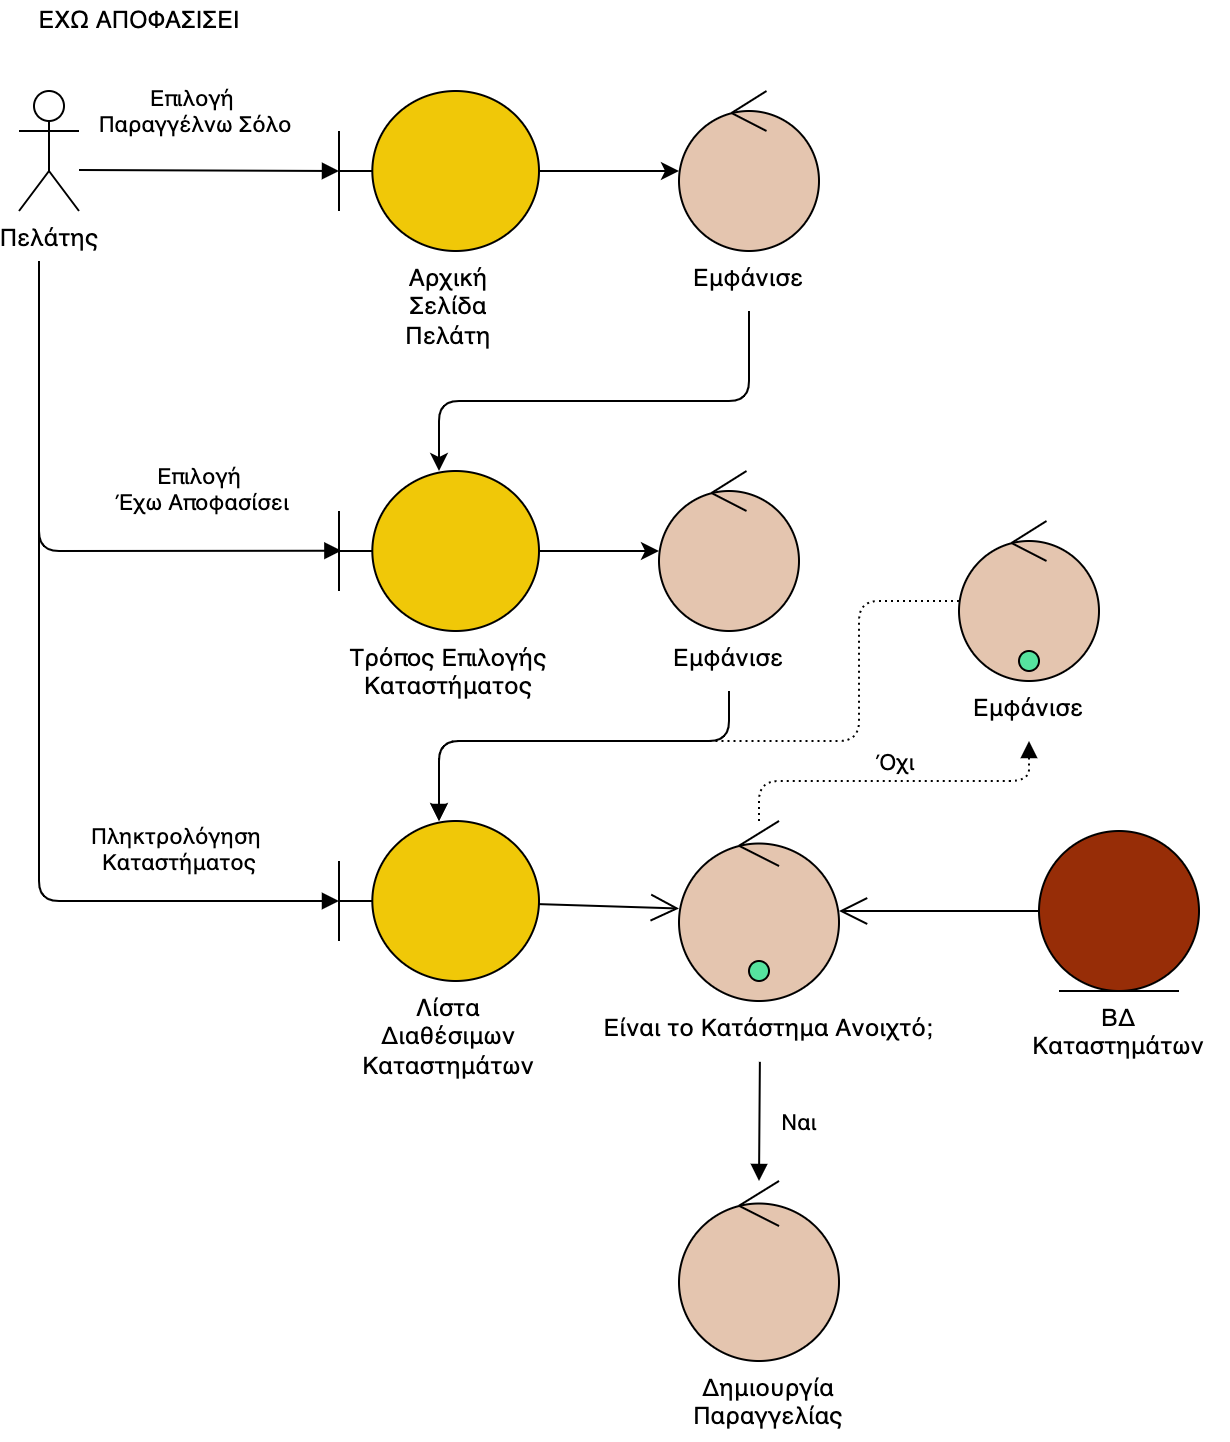 ΕΧΩ ΑΠΟΦΑΣΙΣΕΙ
Επιλογή
Παραγγέλνω Σόλο
Πελάτης
Αρχική
Σελίδα
Πελάτη
Εμφάνισε
Επιλογή
Έχω Αποφασίσει
Τρόπος Επιλογής
Καταστήματος
Εμφάνισε
Εμφάνισε
Όχι
Πληκτρολόγηση
Καταστήματος
Λίστα
Διαθέσιμων
Καταστημάτων
Είναι το Κατάστημα Ανοιχτό;
ΒΔ
Καταστημάτων
Ναι
Δημιουργία
Παραγγελίας